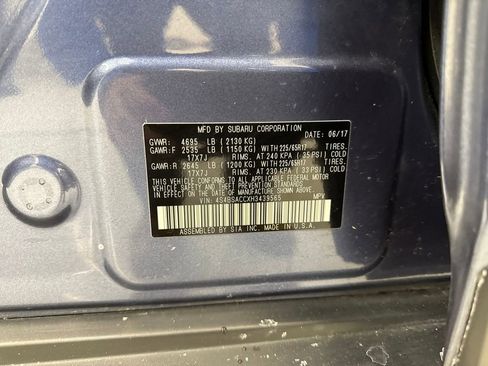 MFD BY SUBARU CORPORATION DATE: 06/17
GVWR: 4695 LB ( 2130 KG)
GAWR:F 2535 LB ( 1150 KG) WITH 225/65R17 TIRES.
17X7J RIMS. AT 240 KPA ( 35 PSI) COLD
GAWR:R 2645 LB ( 1200 KG) WITH 225/65R17 TIRES.
17X7J RIMS. AT 230 KPA ( 33 PSI) COLD
THIS VEHICLE CONFORMS TO ALL APPLICABLE FEDERAL MOTOR
VEHICLE SAFETY AND THEFT PREVENTION STANDARDS
IN EFFECT ON THE DATE OF MANUFACTURE SHOWN ABOVE.
VIN: 4S4BSACCXH3439565 MPV
ASSEMBLED BY SIA INC. MADE IN U.S.A.